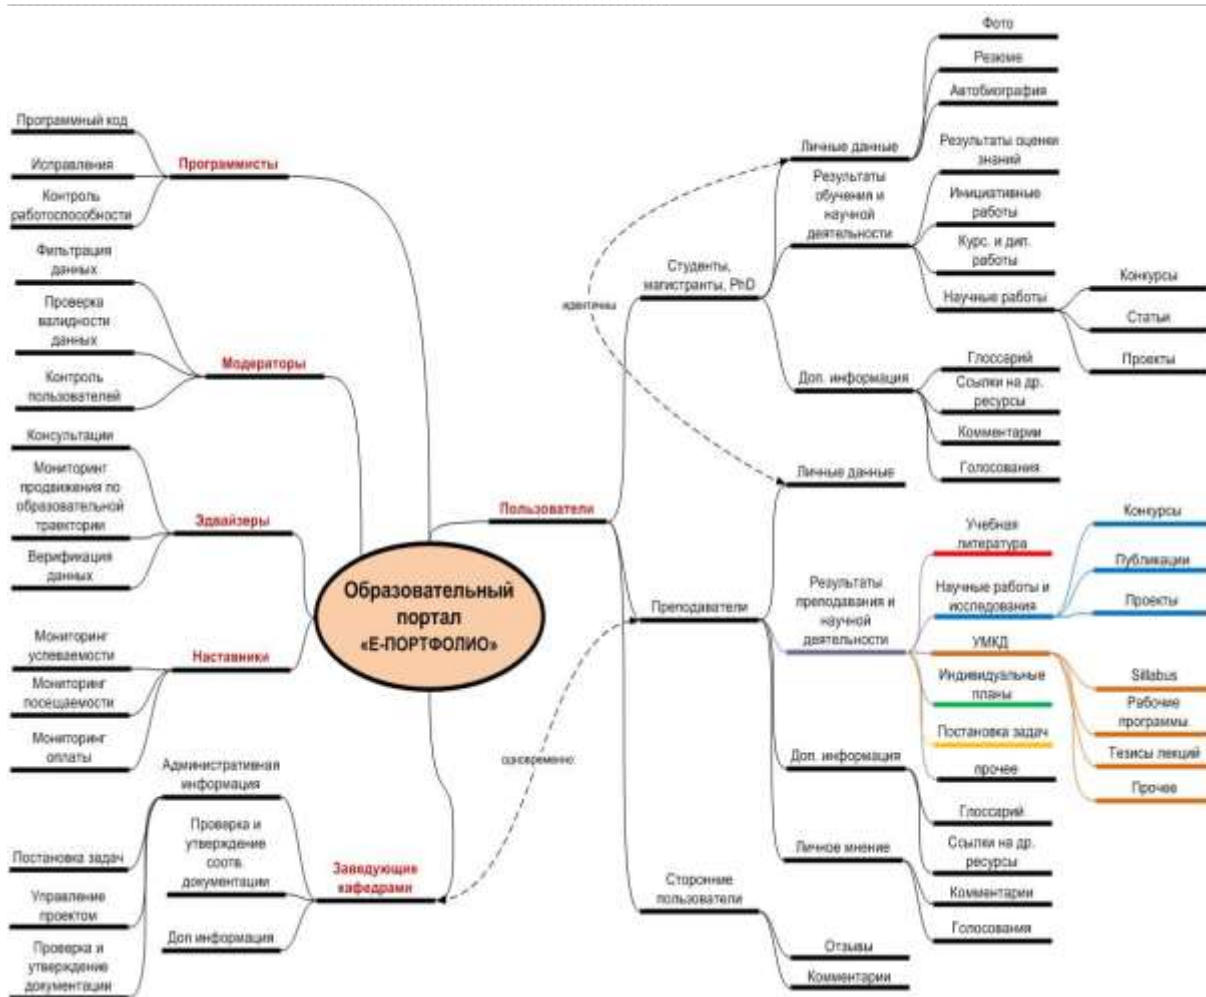 Программный код
Исправления
Контроль
работоспособности
Программисты
Фильтрация
данных
Проверка
валидности
данных
Контроль
пользователей
Модераторы
Консультации
Мониторинг
продвижения по
образовательной
траектории
Верификация
данных
Эдвайзеры
Мониторинг
успеваемости
Мониторинг
посещаемости
Мониторинг
оплаты
Наставники
Административная
информация
Проверка и
утверждение
соотв.
документации
Доп.информация
Постановка задач
Управление
проектом
Проверка и
утверждение
документации
Заведующие
кафедрами
Образовательный
портал
«Е-ПОРТФОЛИО»
Пользователи
идентичны
одновременно
Студенты,
магистранты, PhD
Личные данные
Фото
Резюме
Автобиография
Результаты
обучения и
научной
деятельности
Результаты оценки
знаний
Инициативные
работы
Курс. и дип.
работы
Научные работы
Конкурсы
Статьи
Проекты
Доп. информация
Глоссарий
Ссылки на др.
ресурсы
Комментарии
Голосования
Преподаватели
Личные данные
Результаты
преподавания и
научной
деятельности
Учебная
литература
Научные работы и
исследования
Конкурсы
Публикации
Проекты
УМКД
Sillabus
Рабочие
программы
Тезисы лекций
Прочее
Индивидуальные
планы
Постановка задач
прочее
Доп. информация
Глоссарий
Ссылки на др.
ресурсы
Личное мнение
Комментарии
Голосования
Сторонние
пользователи
Отзывы
Комментарии